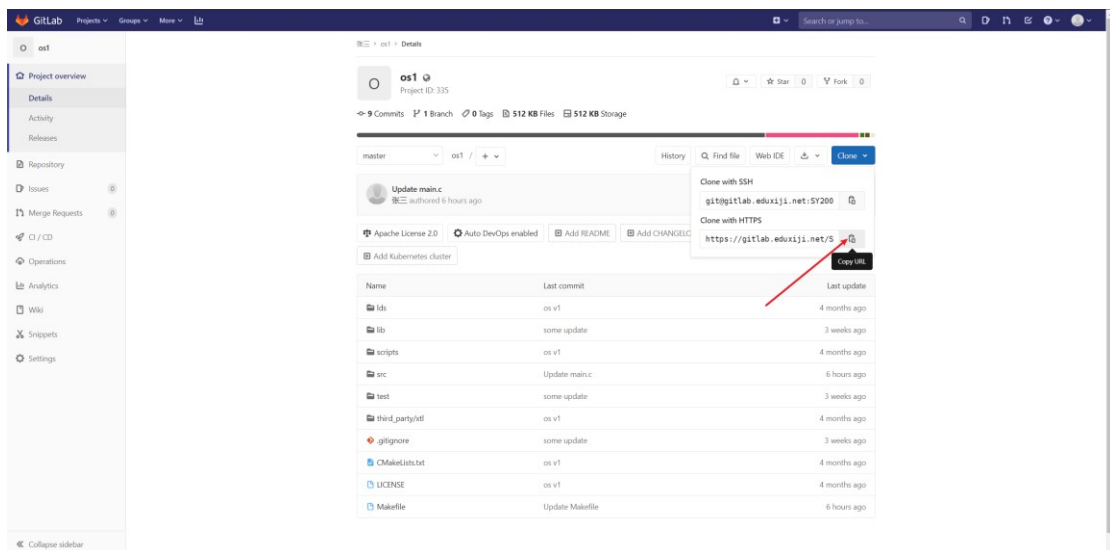 GitLab Projects Groups More Search or jump to...
O os1
Project overview
Details
Activity
Releases
Repository
Issues 0
Merge Requests 0
CI / CD
Operations
Analytics
Wiki
Snippets
Settings
Collapse sidebar
张三 > os1 > Details
O os1
Project ID: 335
Star 0 Fork 0
9 Commits 1 Branch 0 Tags 512 KB Files 512 KB Storage
master os1 / + History Find file Web IDE Clone
Update main.c
张三 authored 6 hours ago
Clone with SSH
git@gitlab.eduxiji.net:SY200
Clone with HTTPS
https://gitlab.eduxiji.net/S
Copy URL
Apache License 2.0 Auto DevOps enabled Add README Add CHANGELO
Add Kubernetes cluster
Name Last commit Last update
lds os v1 4 months ago
lib some update 3 weeks ago
scripts os v1 4 months ago
src Update main.c 6 hours ago
test some update 3 weeks ago
third_party/xtl os v1 4 months ago
.gitignore some update 3 weeks ago
CMakeLists.txt os v1 4 months ago
LICENSE os v1 4 months ago
Makefile Update Makefile 6 hours ago